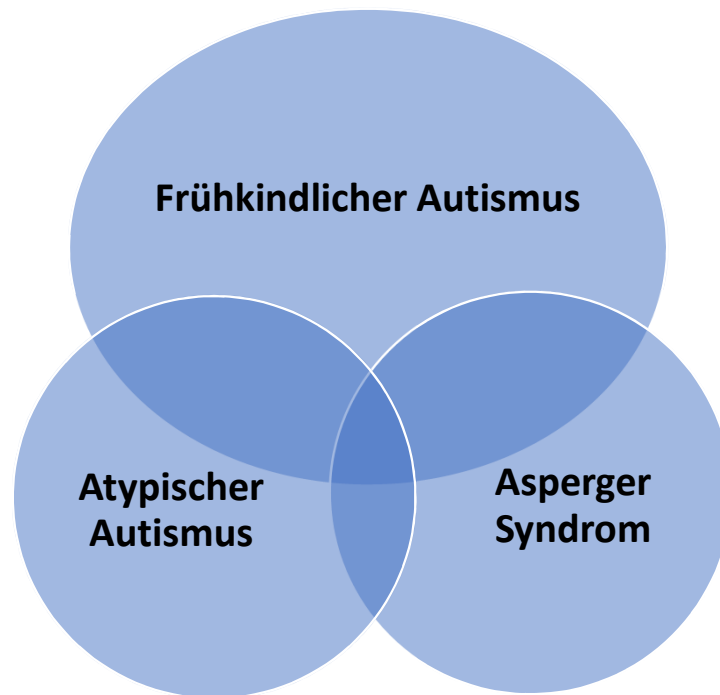 Frühkindlicher Autismus
Atypischer
Autismus
Asperger
Syndrom